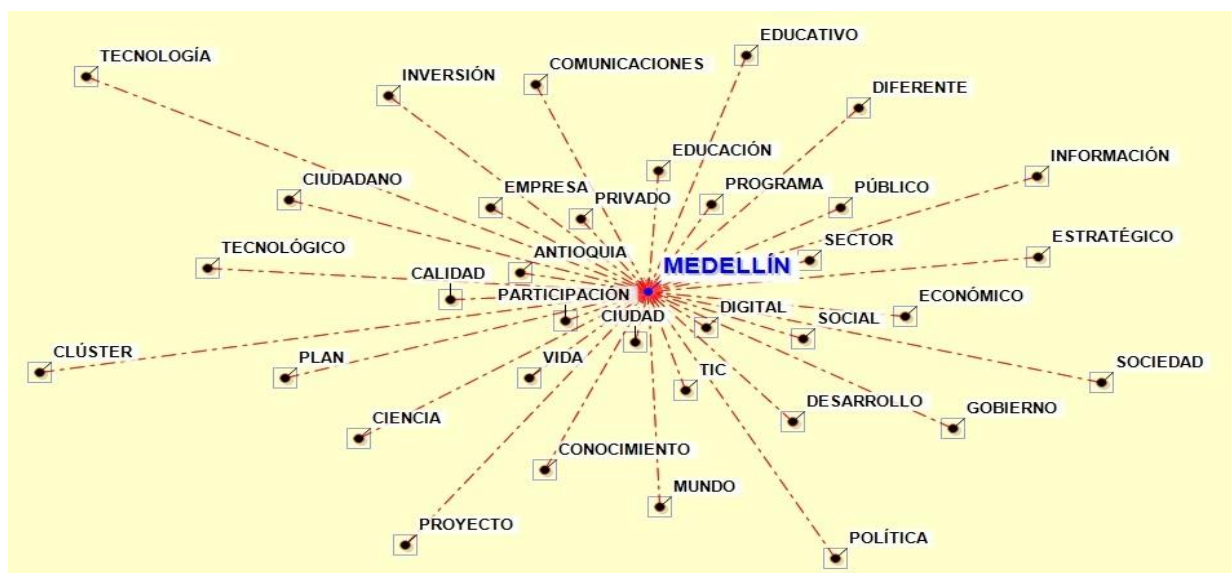 EDUCATIVO
TECNOLOGÍA
COMUNICACIONES
INVERSIÓN
DIFERENTE
EDUCACIÓN
INFORMACIÓN
CIUDADANO
EMPRESA
PROGRAMA
PÚBLICO
PRIVADO
ESTRATÉGICO
SECTOR
ANTIOQUIA
TECNOLÓGICO
MEDELLÍN
CALIDAD
PARTICIPACIÓN
ECONÓMICO
DIGITAL
CIUDAD
SOCIAL
CLÚSTER
PLAN
VIDA
SOCIEDAD
TIC
DESARROLLO
GOBIERNO
CIENCIA
CONOCIMIENTO
MUNDO
PROYECTO
POLÍTICA